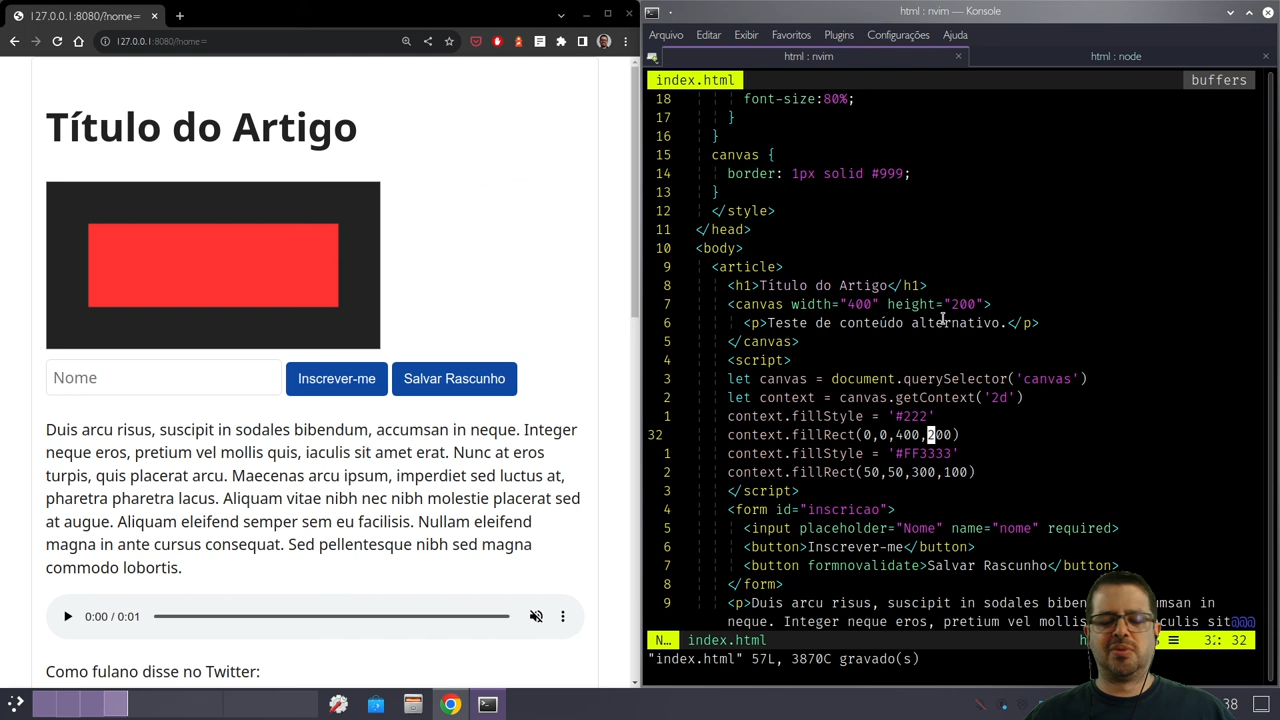 127.0.0.1:8080/?nome=
127.0.0.1:8080/?nome=
Título do Artigo
Nome
Inscrever-me
Salvar Rascunho
Duis arcu risus, suscipit in sodales bibendum, accumsan in neque. Integer
neque eros, pretium vel mollis quis, iaculis sit amet erat. Nunc at eros
turpis, quis placerat arcu. Maecenas arcu ipsum, imperdiet sed luctus at,
pharetra pharetra lacus. Aliquam vitae nibh nec nibh molestie placerat sed
at augue. Aliquam eleifend semper sem eu facilisis. Nullam eleifend
magna in ante cursus consequat. Sed pellentesque nibh sed magna
commodo lobortis.
0:00 / 0:01
Como fulano disse no Twitter:
html : nvim — Konsole
Arquivo Editar Exibir Favoritos Plugins Configurações Ajuda
html : nvim
html : node
index.html
buffers
18 font-size:80%;
17 }
16 }
15 canvas {
14 border: 1px solid #999;
13 }
12 </style>
11 </head>
10 <body>
9 <article>
8 <h1>Título do Artigo</h1>
7 <canvas width="400" height="200">
6 <p>Teste de conteúdo alternativo.</p>
5 </canvas>
4 <script>
3 let canvas = document.querySelector('canvas')
2 let context = canvas.getContext('2d')
1 context.fillStyle = '#222'
32 context.fillRect(0,0,400,200)
1 context.fillStyle = '#FF3333'
2 context.fillRect(50,50,300,100)
3 </script>
4 <form id="inscricao">
5 <input placeholder="Nome" name="nome" required>
6 <button>Inscrever-me</button>
7 <button formnovalidate>Salvar Rascunho</button>
8 </form>
9 <p>Duis arcu risus, suscipit in sodales in
neque. Integer neque eros, pretium vel sit@@@
N… index.html
"index.html" 57L, 3870C gravado(s)